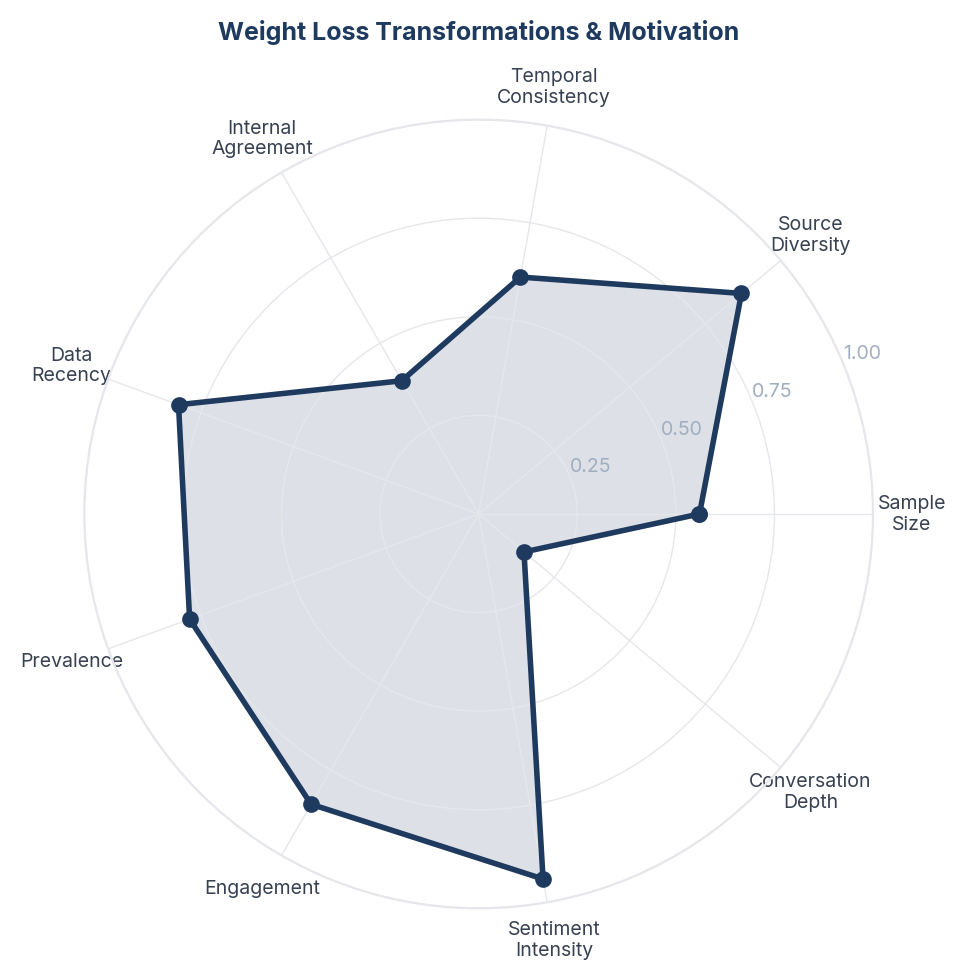 Weight Loss Transformations & Motivation
Temporal
Consistency
Internal
Agreement
Source
Diversity
Data
Recency
1.00
0.75
0.50
0.25
Sample
Size
Prevalence
Conversation
Depth
Engagement
Sentiment
Intensity